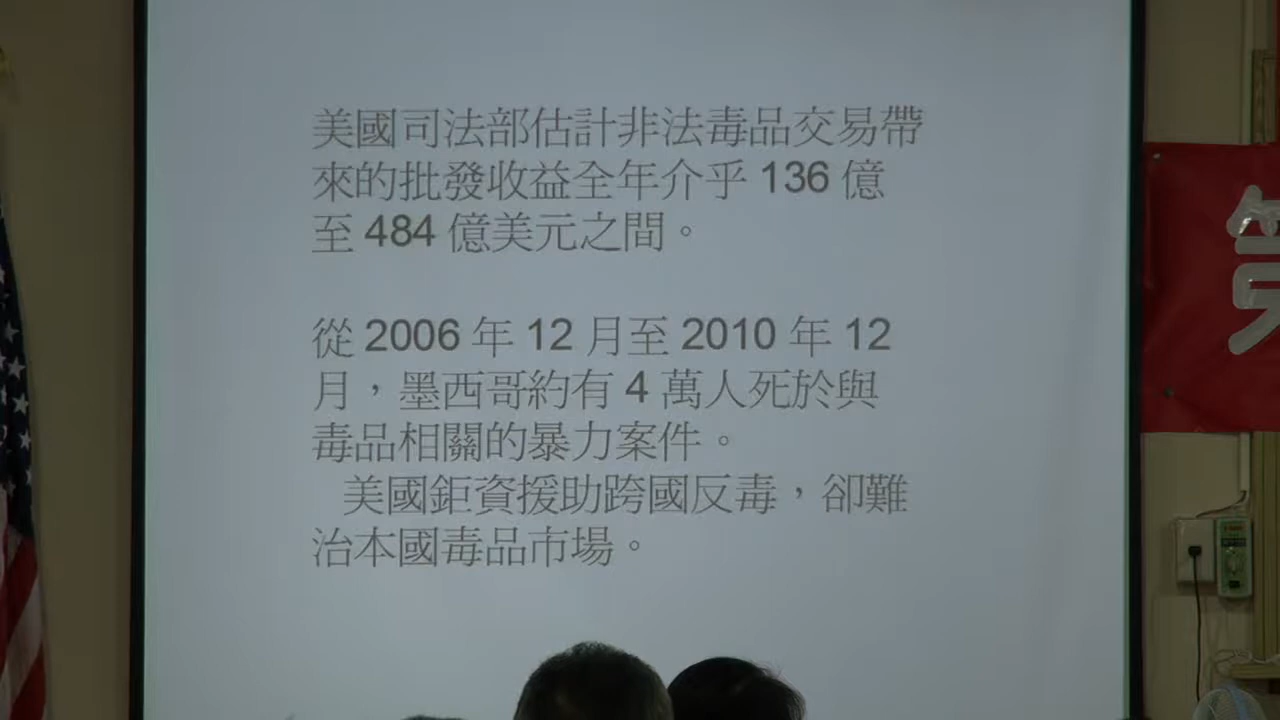 美國司法部估計非法毒品交易帶
來的批發收益全年介乎 136 億
至 484 億美元之間。
從 2006 年 12 月至 2010 年 12
月，墨西哥約有 4 萬人死於與
毒品相關的暴力案件。
美國鉅資援助跨國反毒，卻難
治本國毒品市場。